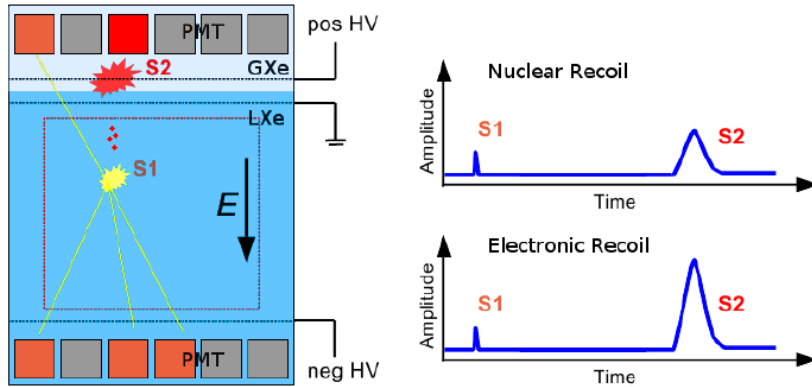 PMT
pos HV
S2
GXe
LXe
S1
E
PMT
neg HV
Nuclear Recoil
Amplitude
S1
S2
Time
Electronic Recoil
Amplitude
S1
S2
Time